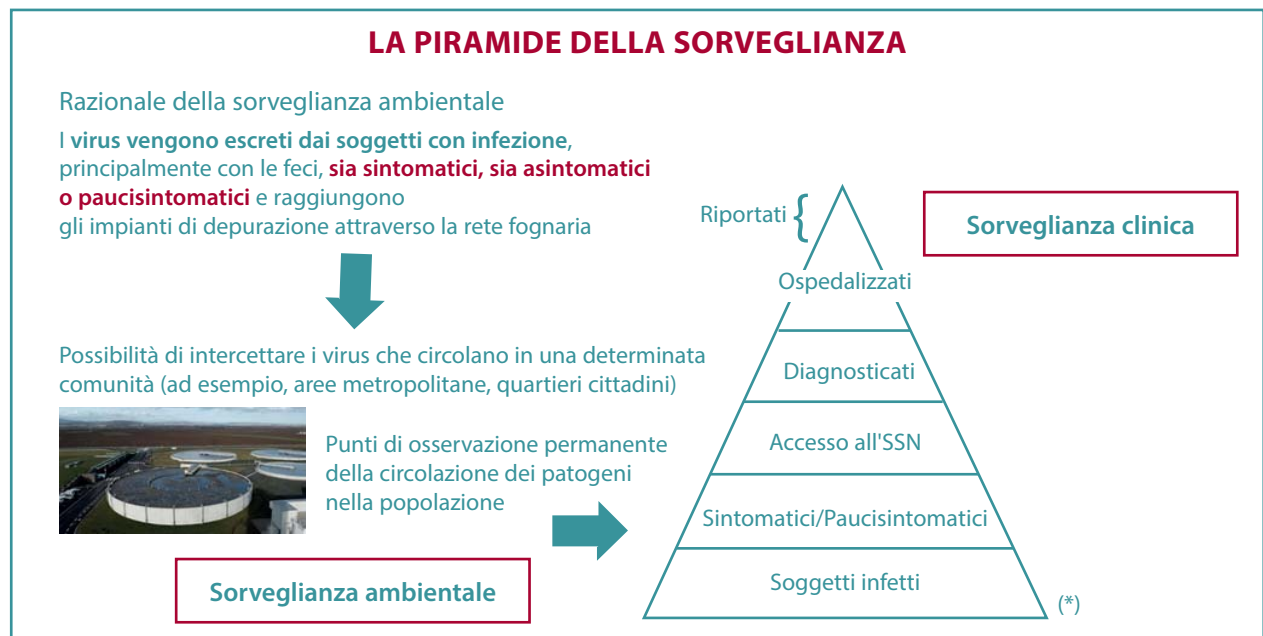 LA PIRAMIDE DELLA SORVEGLIANZA
Razionale della sorveglianza ambientale
I virus vengono escreti dai soggetti con infezione,
principalmente con le feci, sia sintomatici, sia asintomatici
o paucisintomatici e raggiungono
gli impianti di depurazione attraverso la rete fognaria
Possibilità di intercettare i virus che circolano in una determinata
comunità (ad esempio, aree metropolitane, quartieri cittadini)
Punti di osservazione permanente
della circolazione dei patogeni
nella popolazione
Sorveglianza ambientale
Riportati {
Sorveglianza clinica
Ospedalizzati
Diagnosticati
Accesso all'SSN
Sintomatici/Paucisintomatici
Soggetti infetti
(*)